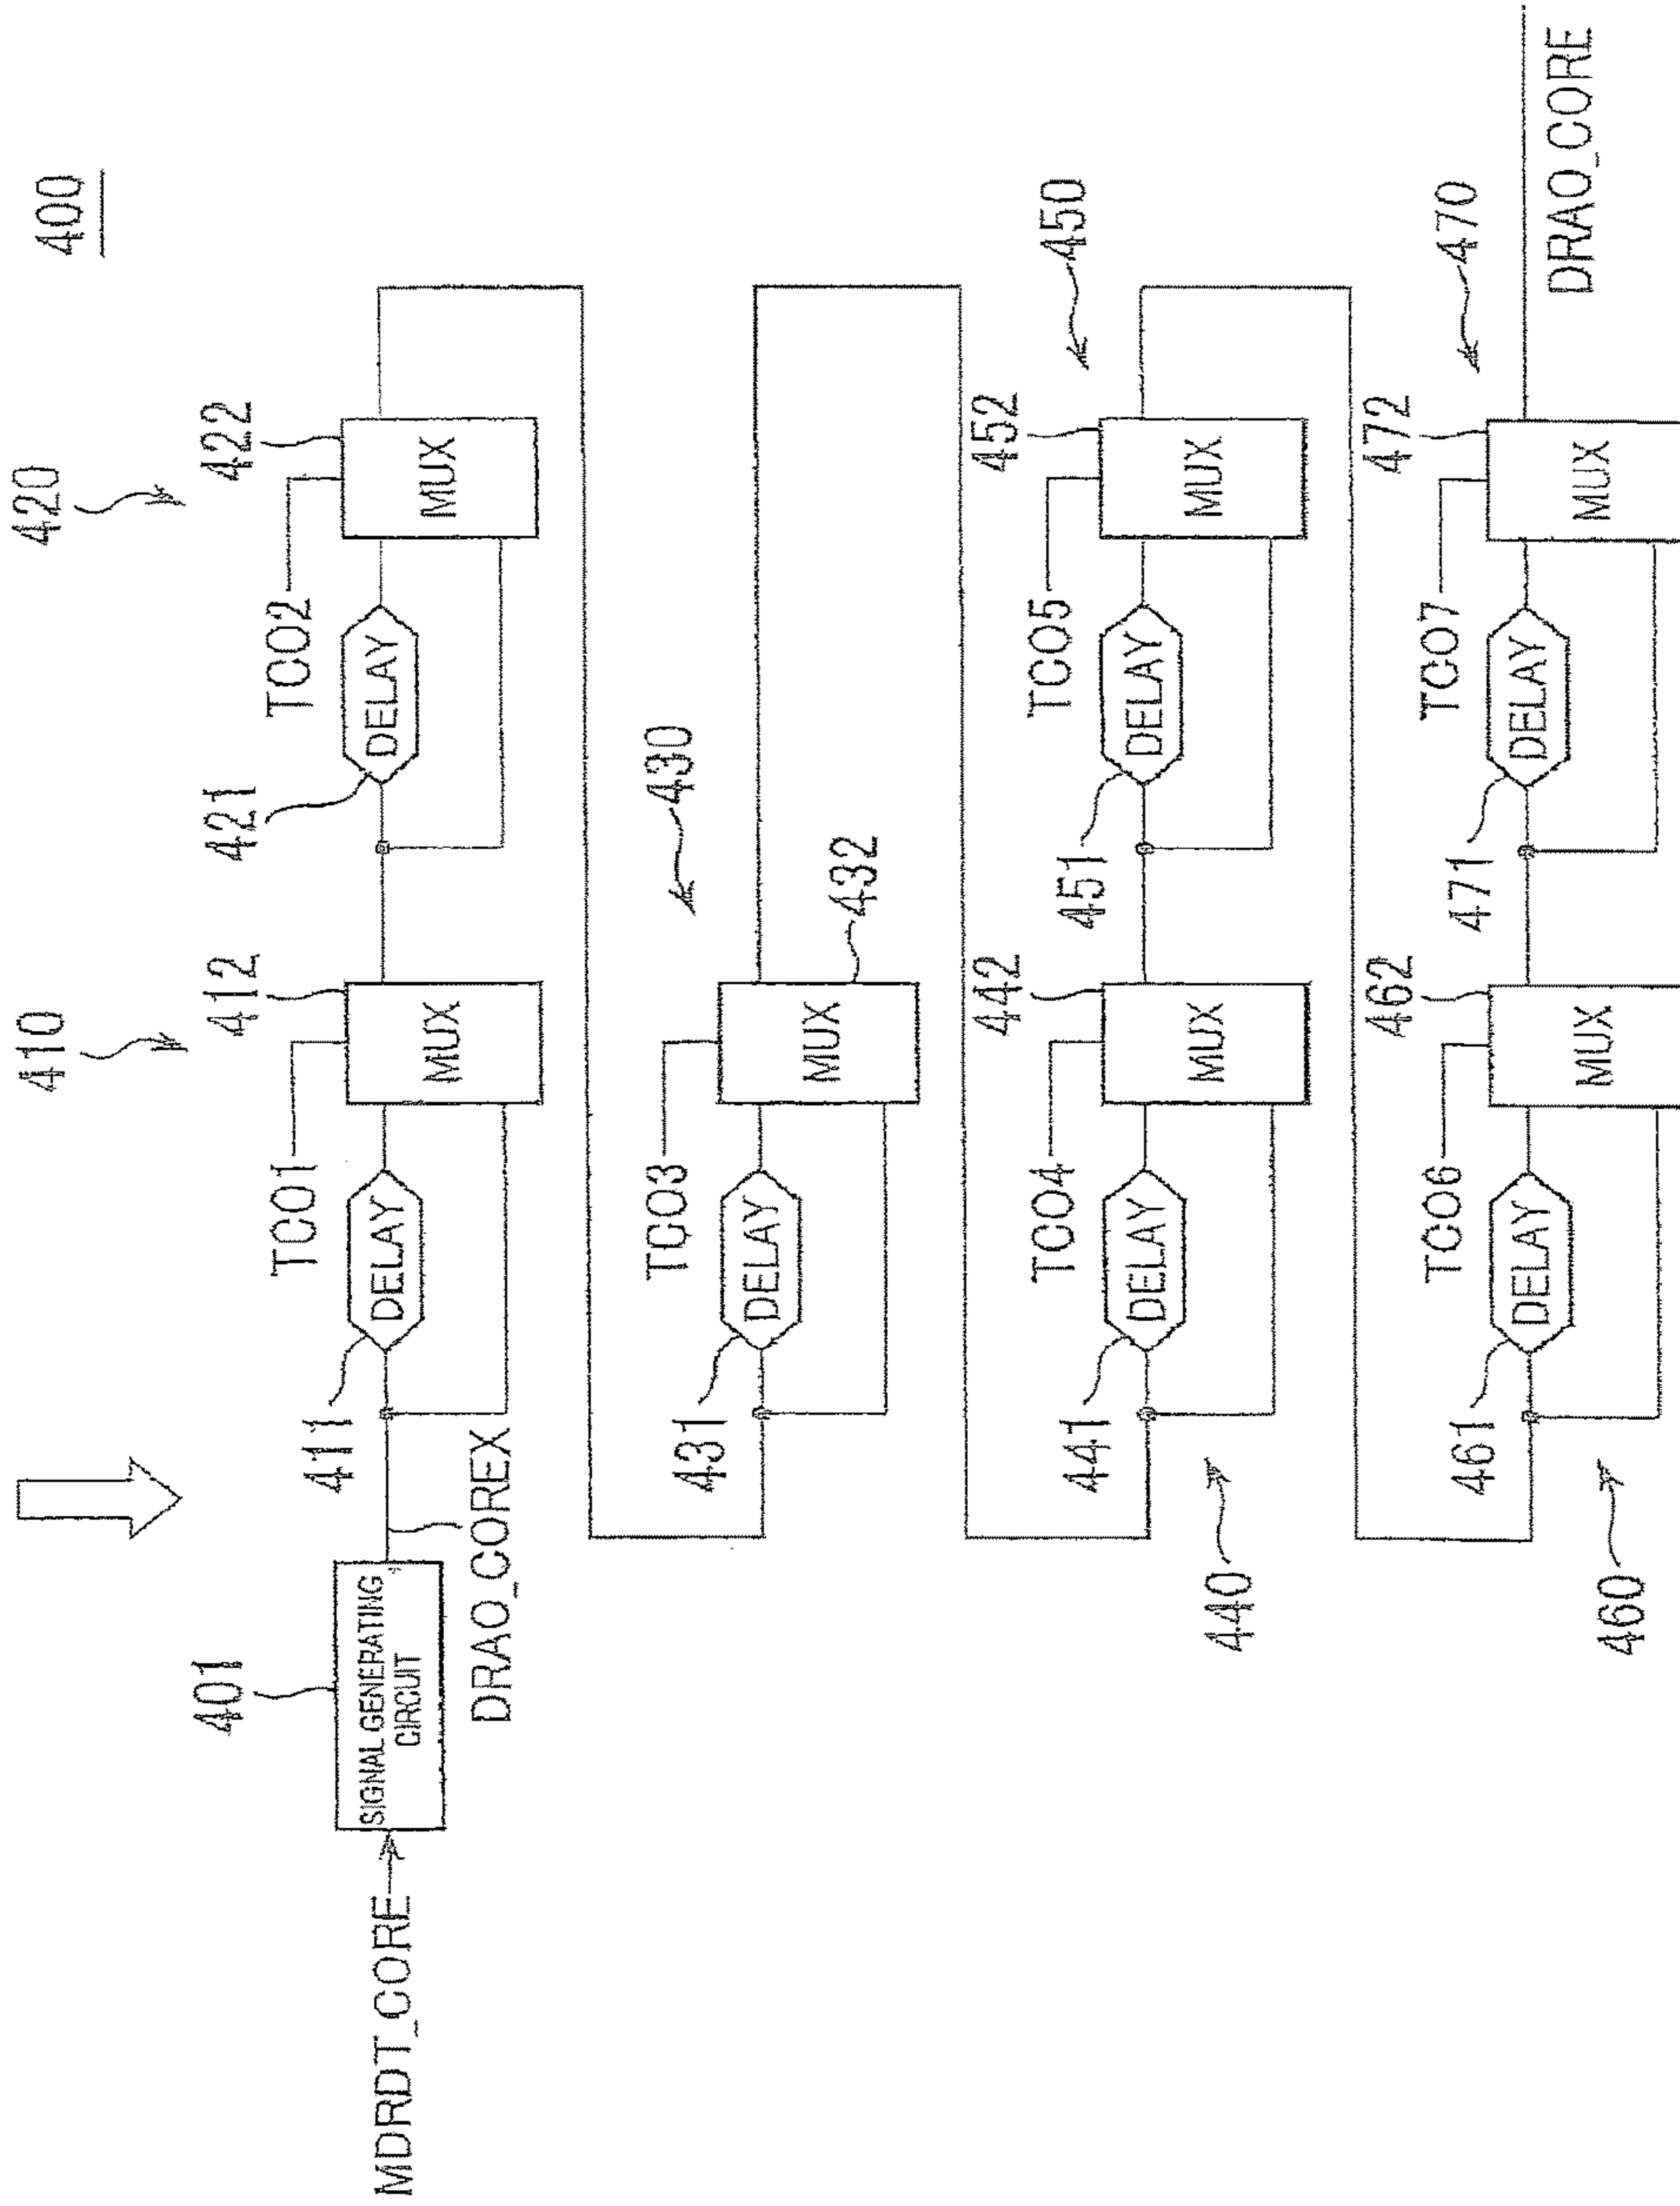 400
410
420
401
411
412
421
422
TCO1
TCO2
MDRDT_CORE
SIGNAL GENERATING
CIRCUIT
DELAY
MUX
DELAY
MUX
DRAO_COREX
430
TCO3
431
DELAY
MUX
432
450
441
442
451
452
TCO4
TCO5
DELAY
MUX
DELAY
MUX
440
470
461
462
471
472
TCO6
TCO7
DELAY
MUX
DELAY
MUX
DRAO_CORE
460